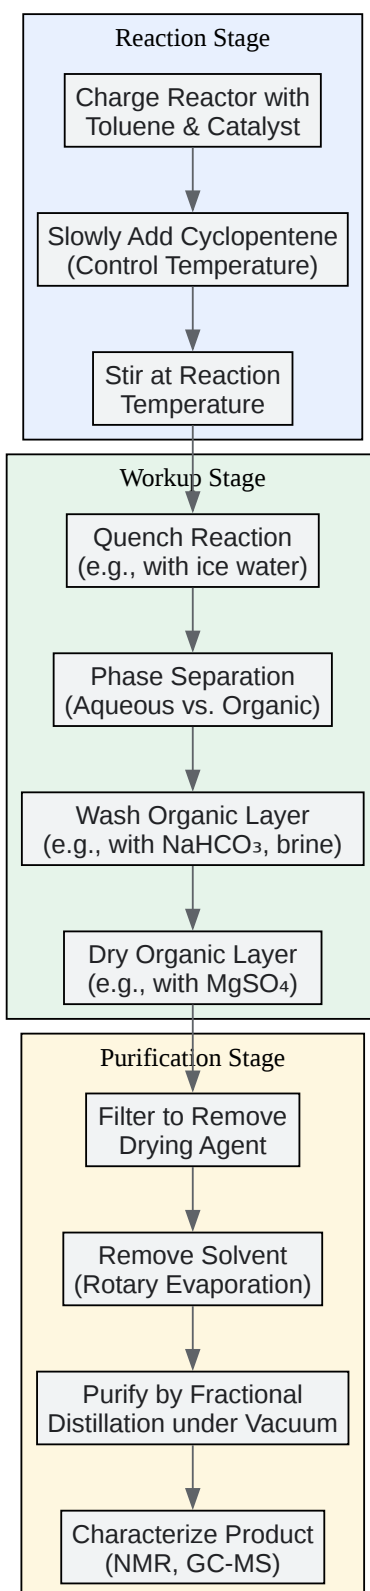 Reaction Stage
Charge Reactor with
Toluene & Catalyst
Slowly Add Cyclopentene
(Control Temperature)
Stir at Reaction
Temperature
Workup Stage
Quench Reaction
(e.g., with ice water)
Phase Separation
(Aqueous vs. Organic)
Wash Organic Layer
(e.g., with NaHCO₃, brine)
Dry Organic Layer
(e.g., with MgSO₄)
Purification Stage
Filter to Remove
Drying Agent
Remove Solvent
(Rotary Evaporation)
Purify by Fractional
Distillation under Vacuum
Characterize Product
(NMR, GC-MS)